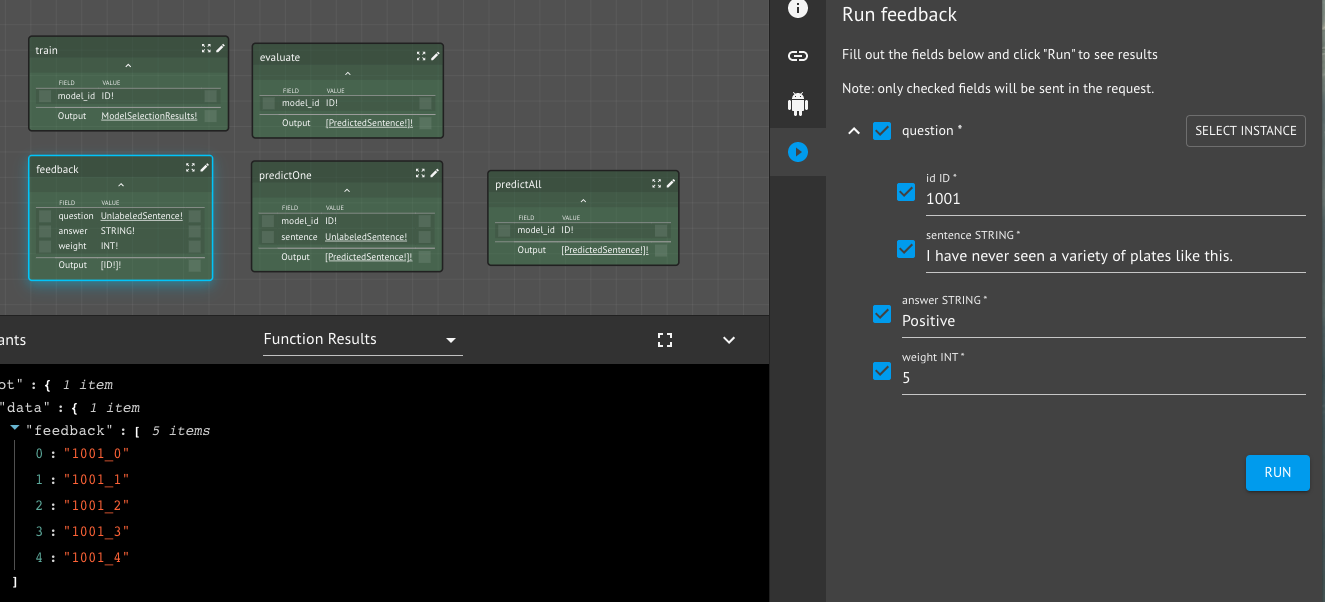 train
FIELD VALUE
model_id ID!
Output ModelSelectionResults!
evaluate
FIELD VALUE
model_id ID!
Output [PredictedSentence!]!
feedback
FIELD VALUE
question UnlabeledSentence!
answer STRING!
weight INT!
Output [ID!]!
predictOne
FIELD VALUE
model_id ID!
sentence UnlabeledSentence!
Output [PredictedSentence!]!
predictAll
FIELD VALUE
model_id ID!
Output [PredictedSentence!]!
ants
Function Results
ot" : { 1 item
"data" : { 1 item
"feedback" : [ 5 items
0 : "1001_0"
1 : "1001_1"
2 : "1001_2"
3 : "1001_3"
4 : "1001_4"
]
Run feedback
Fill out the fields below and click "Run" to see results
Note: only checked fields will be sent in the request.
question *
SELECT INSTANCE
id ID *
1001
sentence STRING *
I have never seen a variety of plates like this.
answer STRING *
Positive
weight INT *
5
RUN